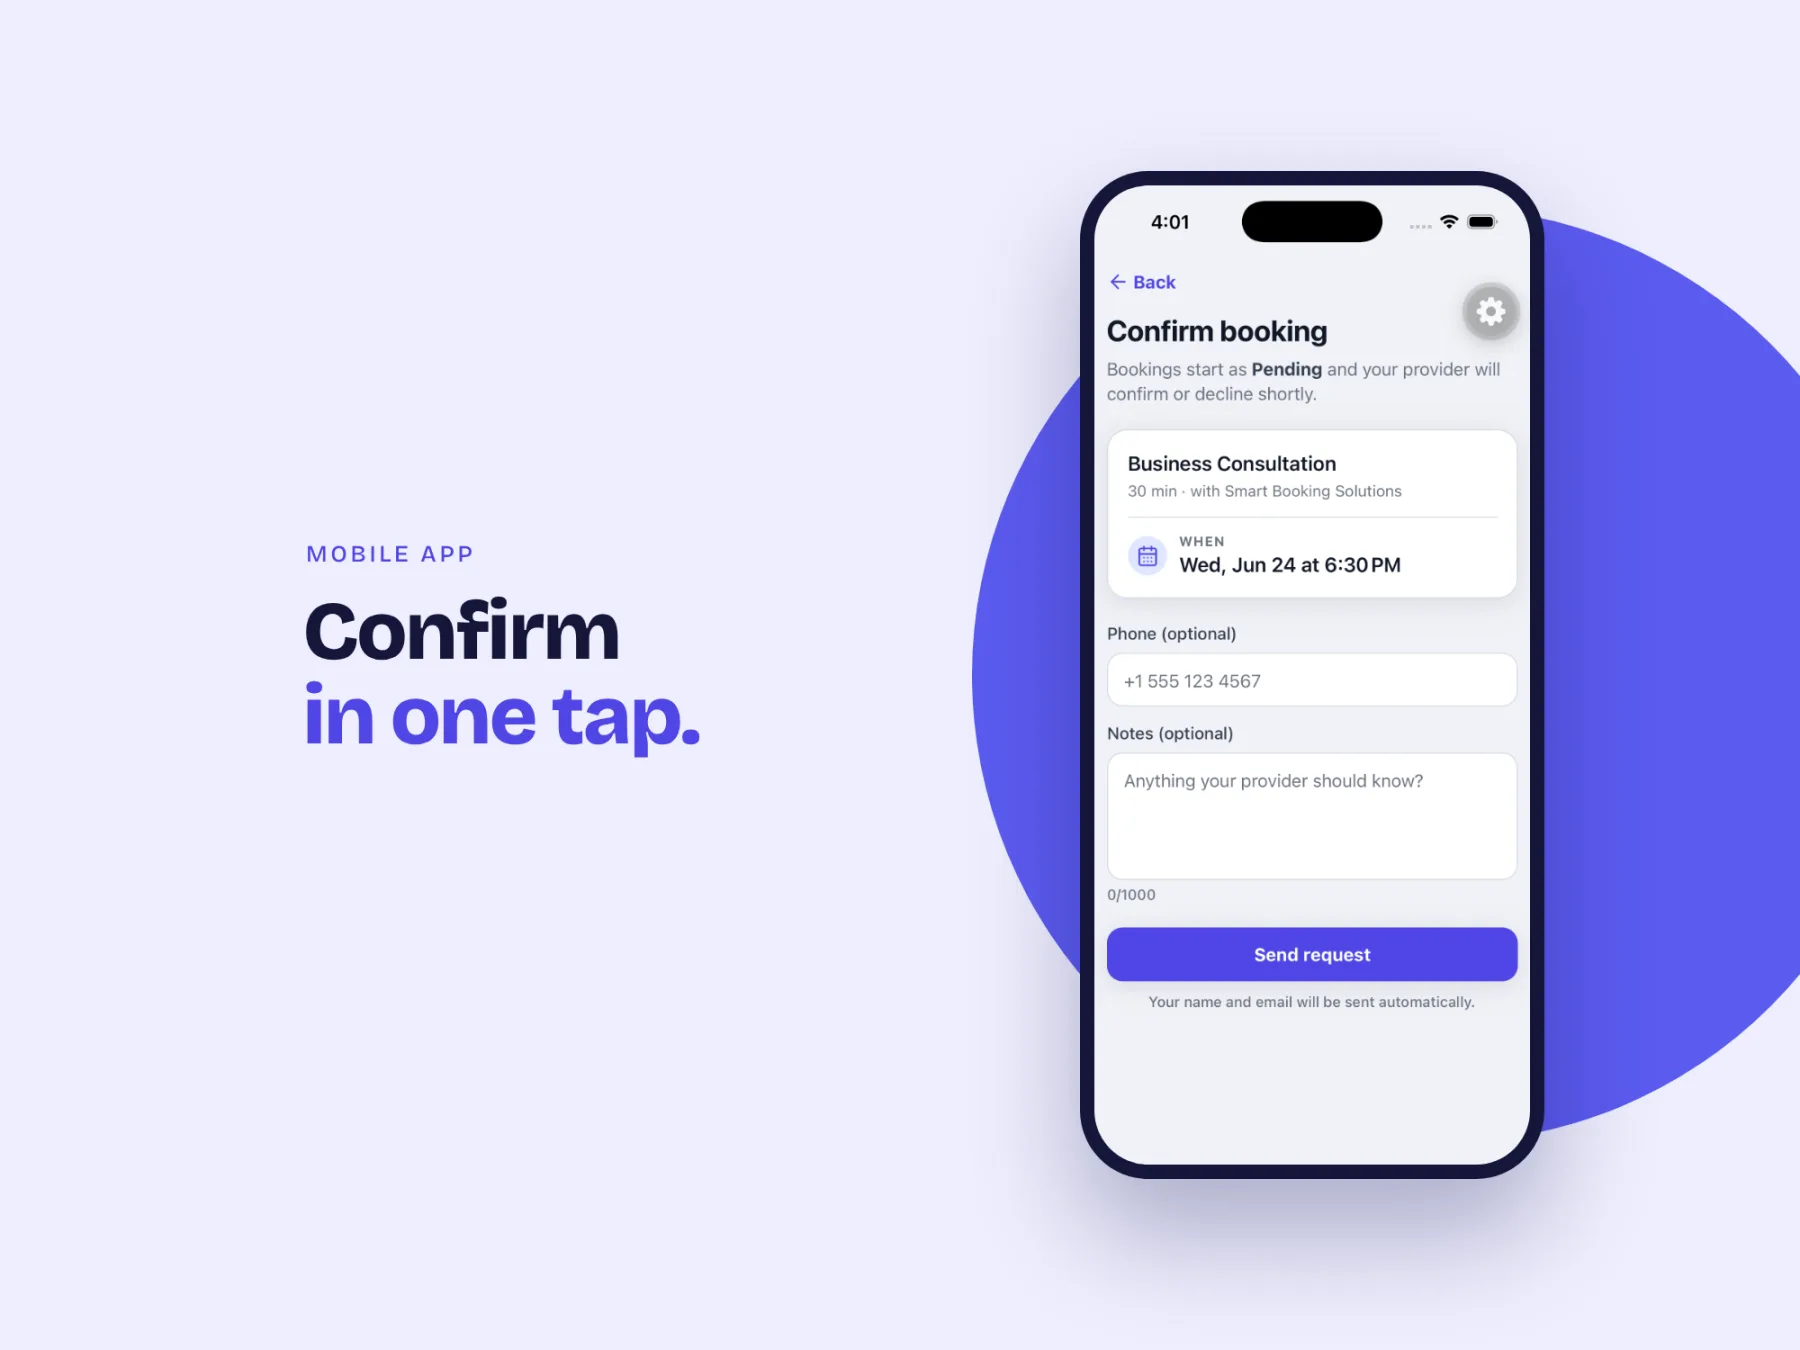 MOBILE APP
Confirm
in one tap.
4:01
Back
Confirm booking
Bookings start as Pending and your provider will
confirm or decline shortly.
Business Consultation
30 min · with Smart Booking Solutions
WHEN
Wed, Jun 24 at 6:30 PM
Phone (optional)
+1 555 123 4567
Notes (optional)
Anything your provider should know?
0/1000
Send request
Your name and email will be sent automatically.